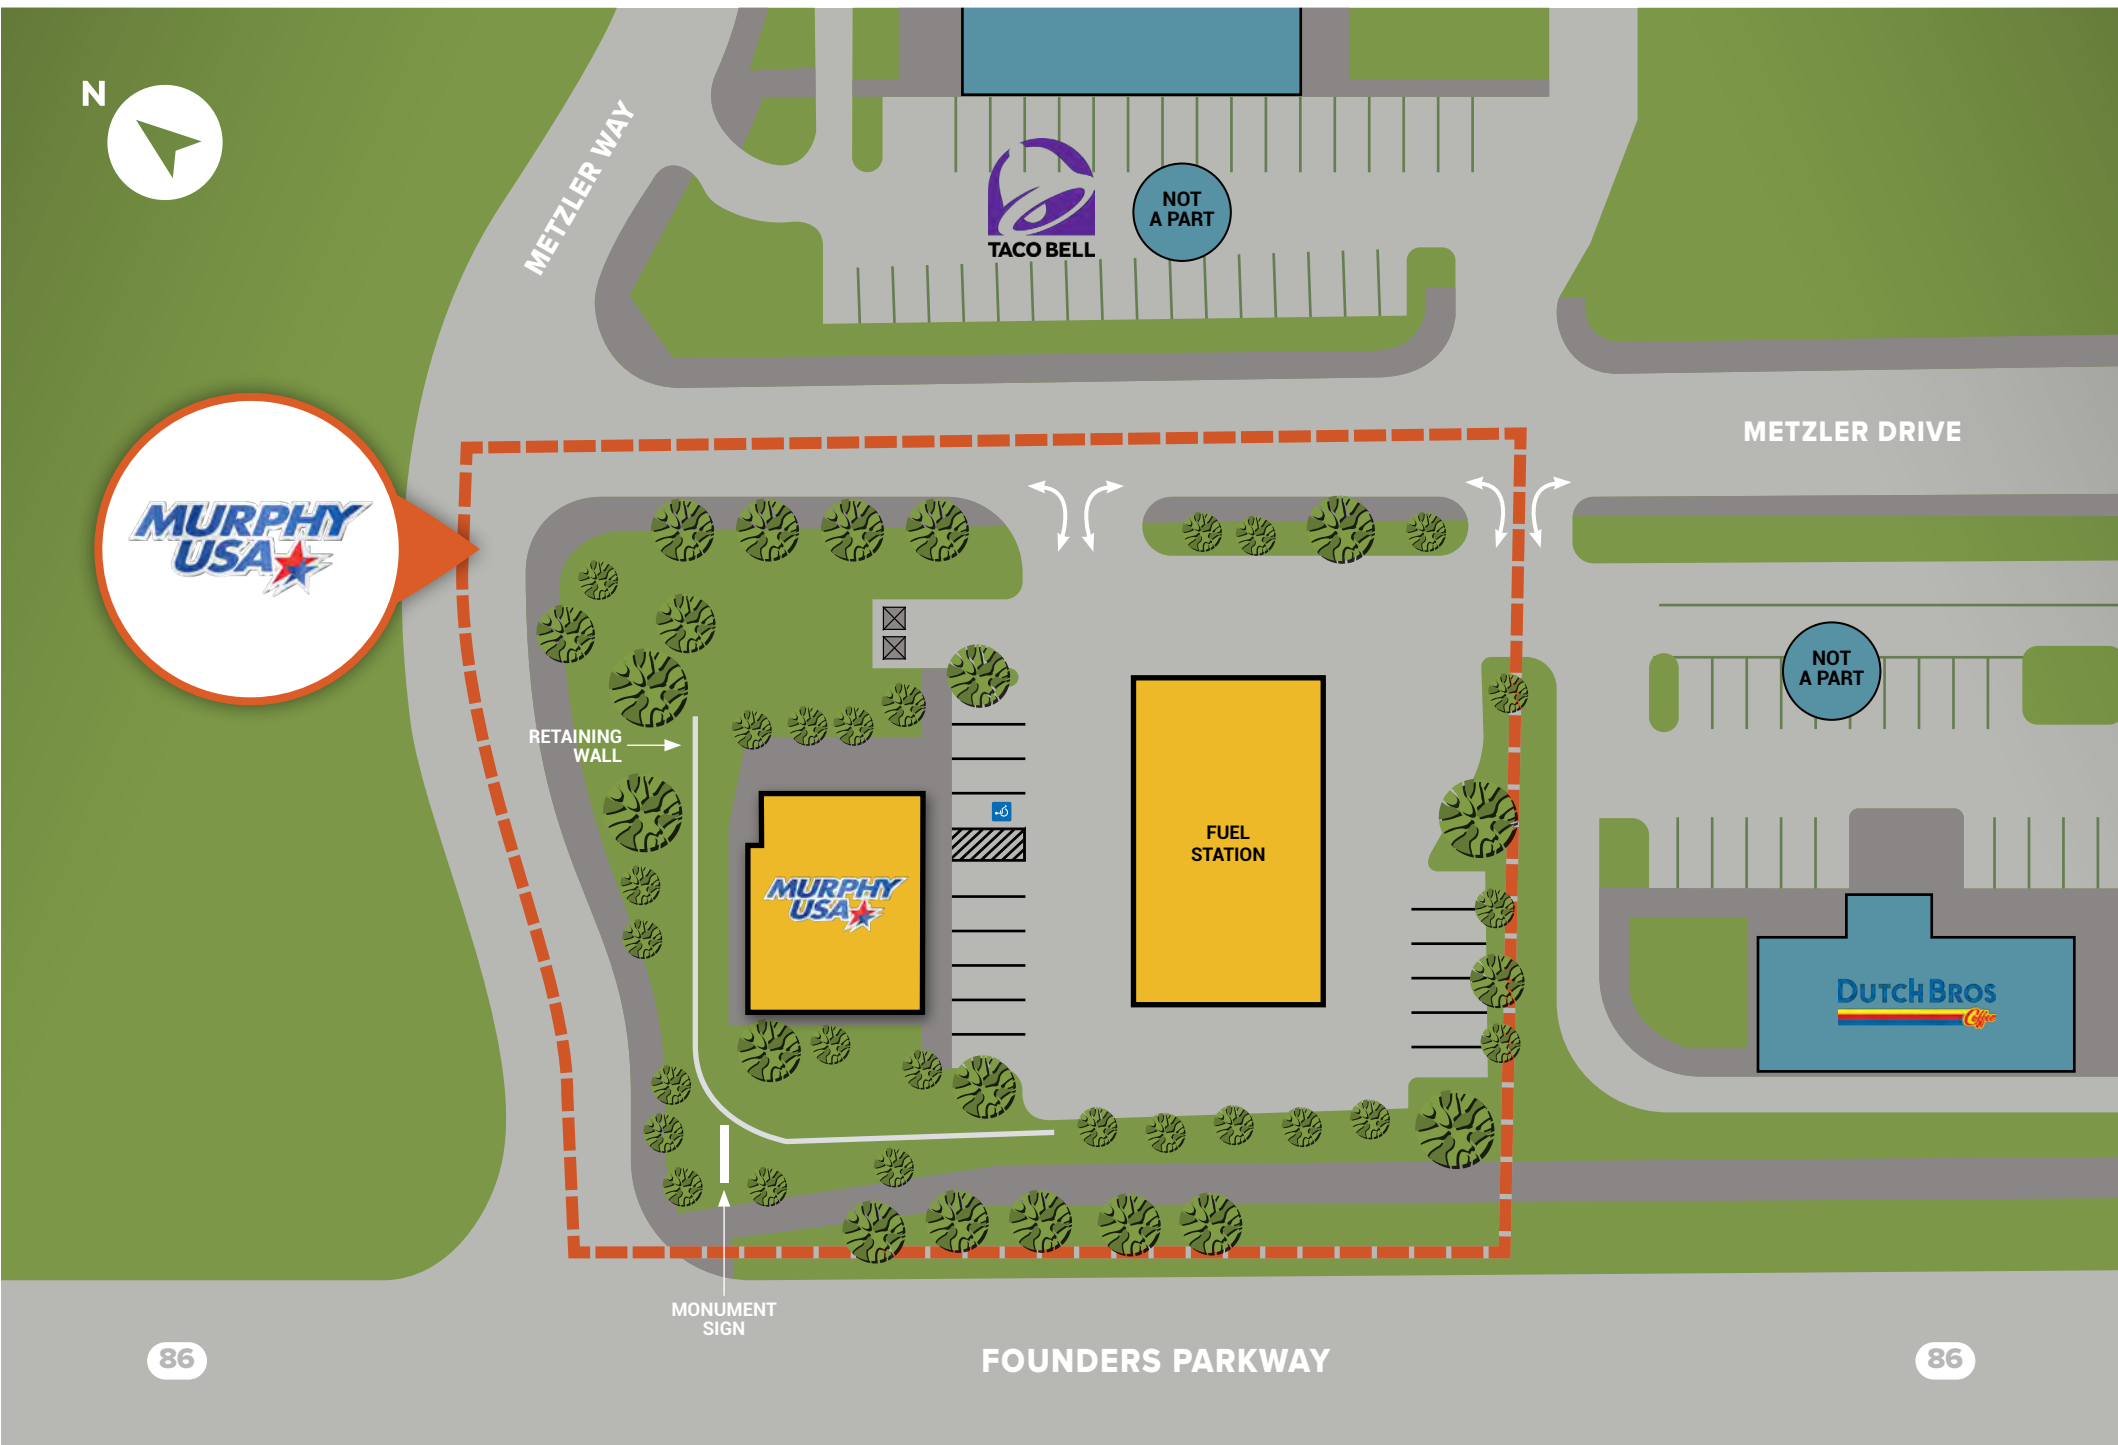 N
METZLER WAY
TACO BELL
NOT
A PART
METZLER DRIVE
MURPHY
USA
NOT
A PART
RETAINING
WALL
FUEL
STATION
MURPHY
USA
DUTCH BROS
Coffee
MONUMENT
SIGN
86
FOUNDERS PARKWAY
86